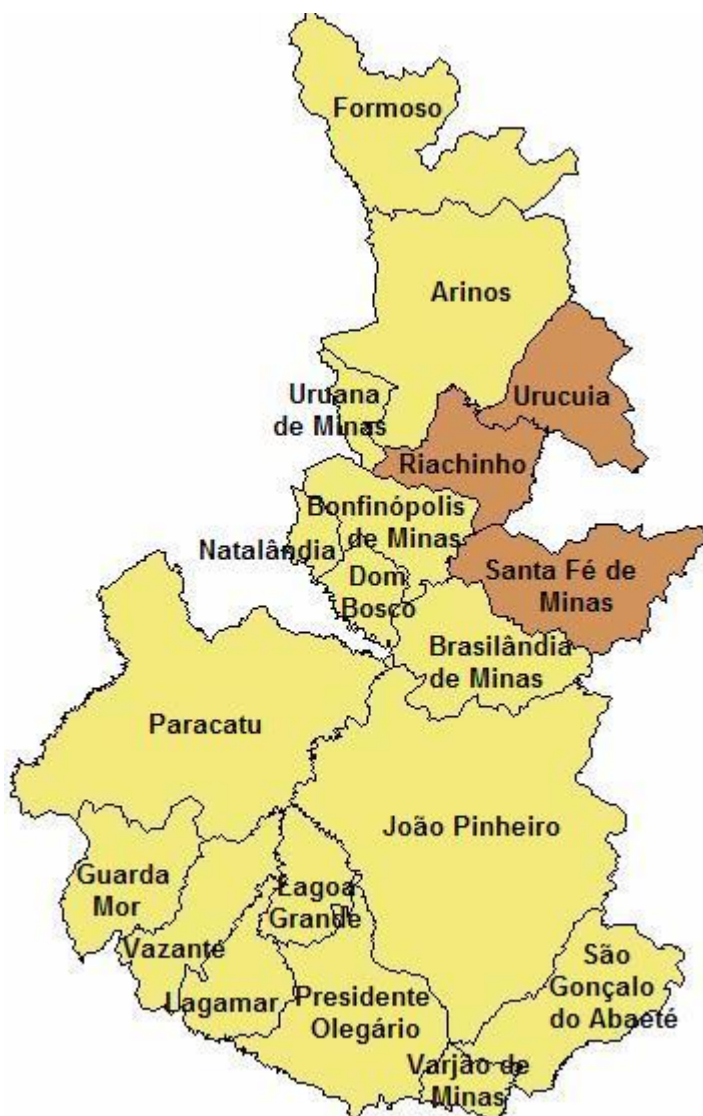 Formoso
Arinos
Urucuia
Uruana
de Minas
Riachinho
Bonfinópolis
de Minas
Natalândia
Dom
Bosco
Santa Fé de
Minas
Brasilândia
de Minas
Paracatu
João Pinheiro
Guarda
Mor
Lagoa
Grande
Vazante
Lagamar
Presidente
Olegário
São
Gonçalo
do Abaeté
Varjão de
Minas